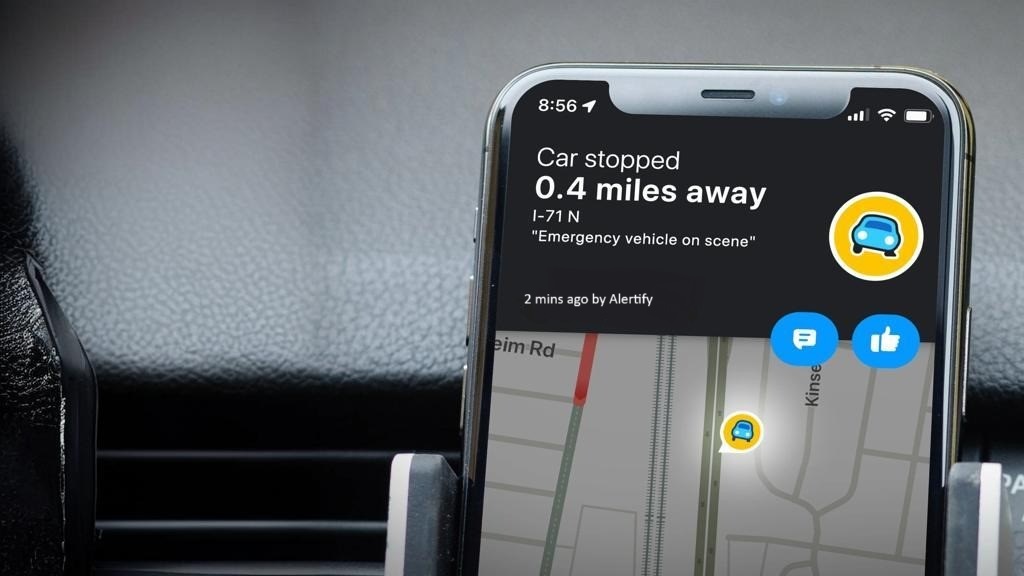 8:56
Car stopped
0.4 miles away
I-71 N
"Emergency vehicle on scene"
2 mins ago by Alertify
eim Rd
Kinse
PA